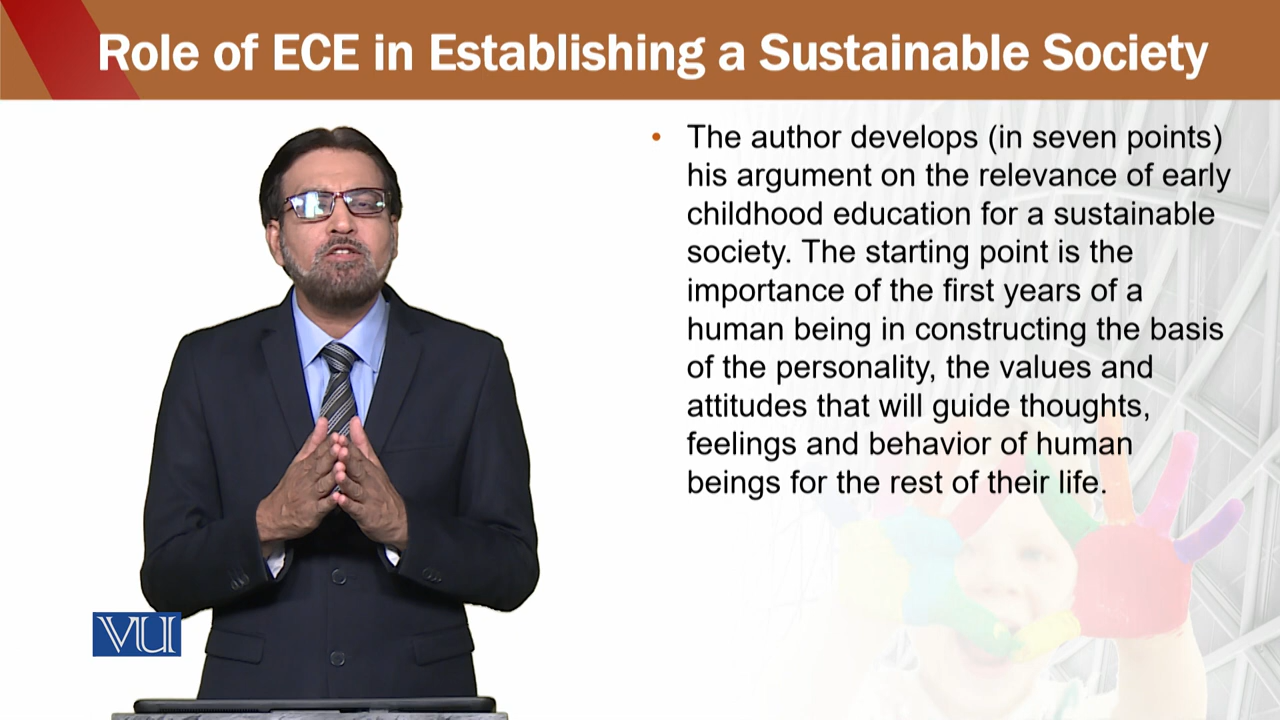 Role of ECE in Establishing a Sustainable Society
• The author develops (in seven points)
his argument on the relevance of early
childhood education for a sustainable
society. The starting point is the
importance of the first years of a
human being in constructing the basis
of the personality, the values and
attitudes that will guide thoughts,
feelings and behavior of human
beings for the rest of their life.
VU